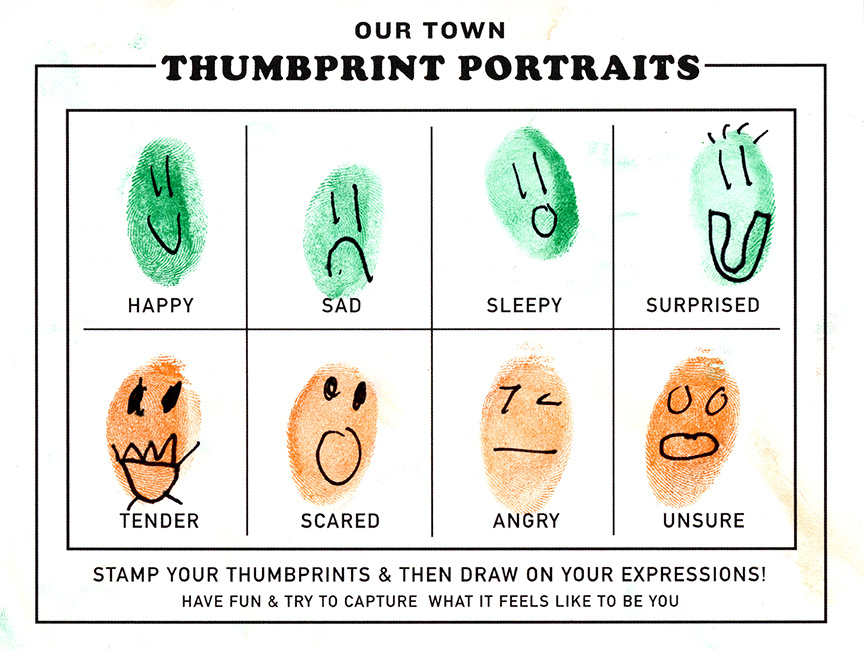 OUR TOWN
THUMBPRINT PORTRAITS
HAPPY
SAD
SLEEPY
SURPRISED
TENDER
SCARED
ANGRY
UNSURE
STAMP YOUR THUMBPRINTS & THEN DRAW ON YOUR EXPRESSIONS!
HAVE FUN & TRY TO CAPTURE WHAT IT FEELS LIKE TO BE YOU